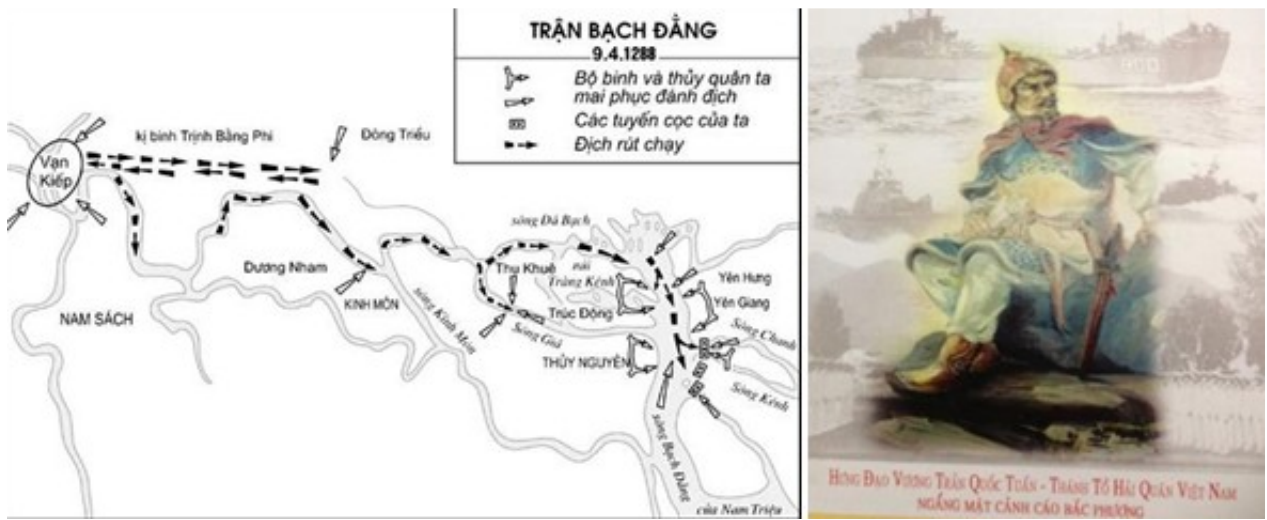 TRẬN BẠCH ĐẰNG
9.4.1288
Bộ binh và thủy quân ta
mai phục đánh địch
Các tuyến cọc của ta
Địch rút chạy
kị binh Trịnh Bằng Phi
Đông Triều
Vạn
Kiếp
sông Đá Bạch
Dương Nham
Thụ Khuê
núi
Tràng Kênh
Yên Hưng
Yên Giang
KINH MÔN
Trúc Động
NAM SÁCH
sông Kinh Môn
Sông Giá
Sông Chanh
THỦY NGUYÊN
Sông Kênh
sông Bạch Đằng
cửa Nam Triệu
HƯNG ĐẠO VƯƠNG TRẦN QUỐC TUẤN - THÁNH TỔ HẢI QUÂN VIỆT NAM
NGẨNG MẶT CẢNH CÁO BẮC PHƯƠNG